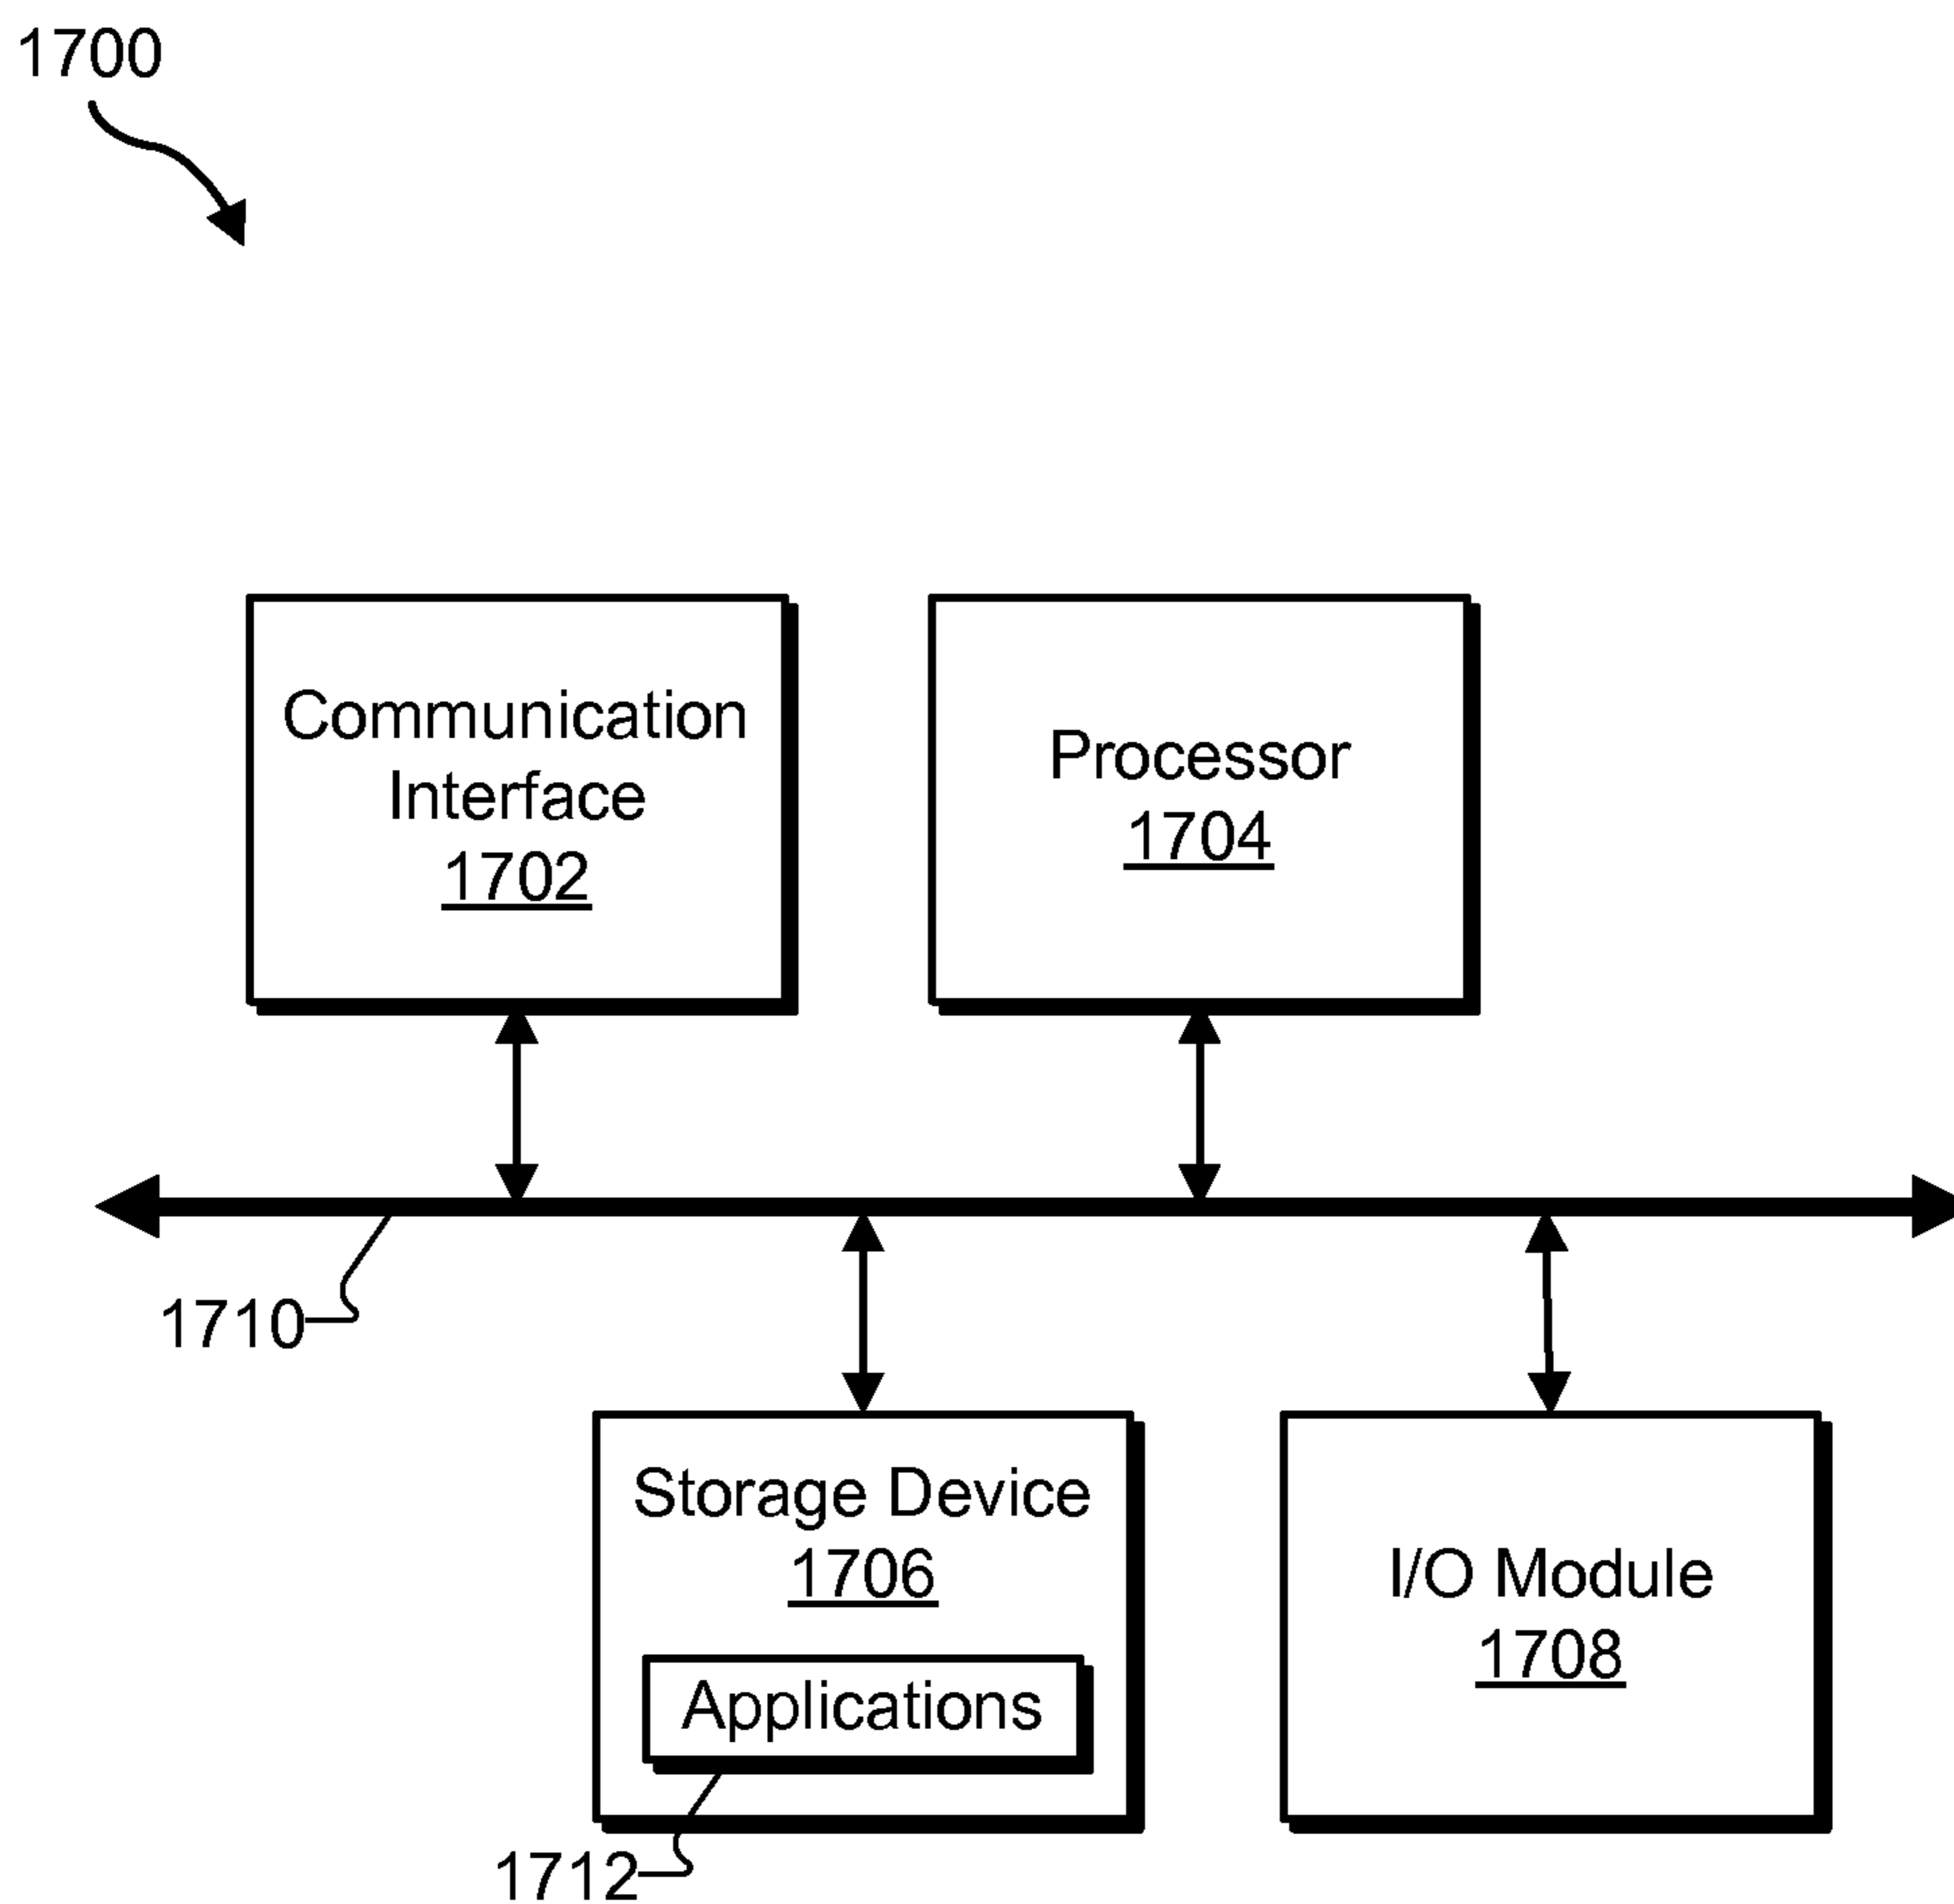 1700
Communication
Interface
1702
Processor
1704
1710
Storage Device
1706
Applications
1712
I/O Module
1708